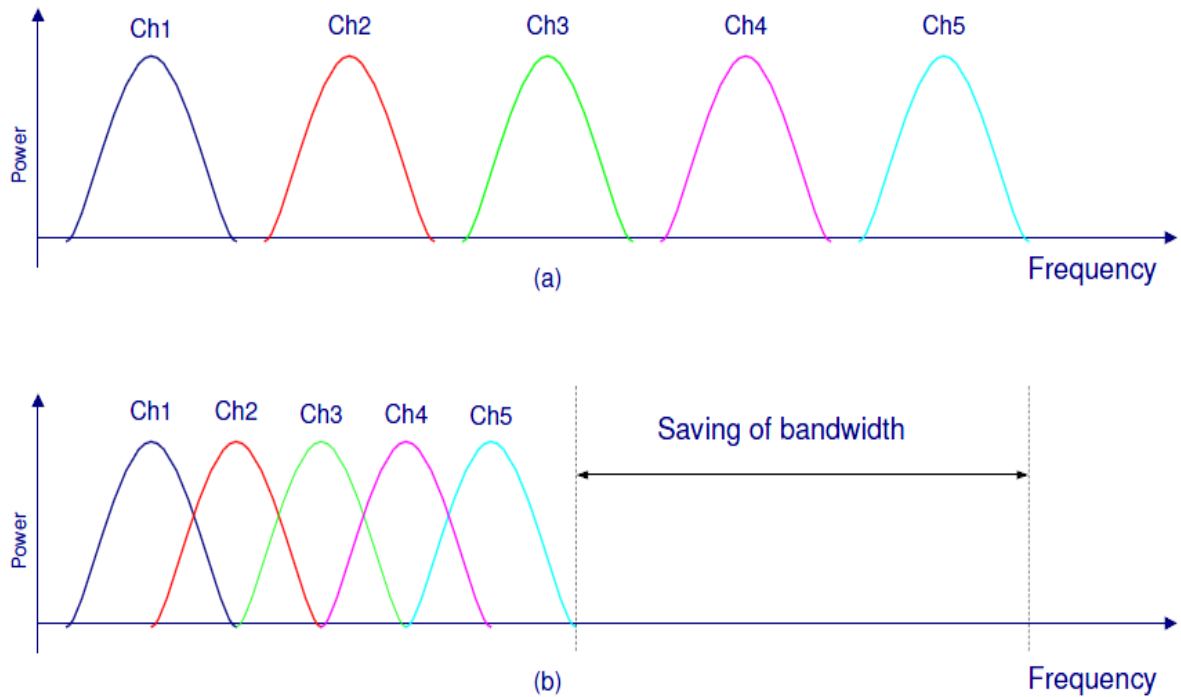 Ch1 Ch2 Ch3 Ch4 Ch5
Power
Frequency
(a)
Ch1 Ch2 Ch3 Ch4 Ch5
Saving of bandwidth
Power
Frequency
(b)